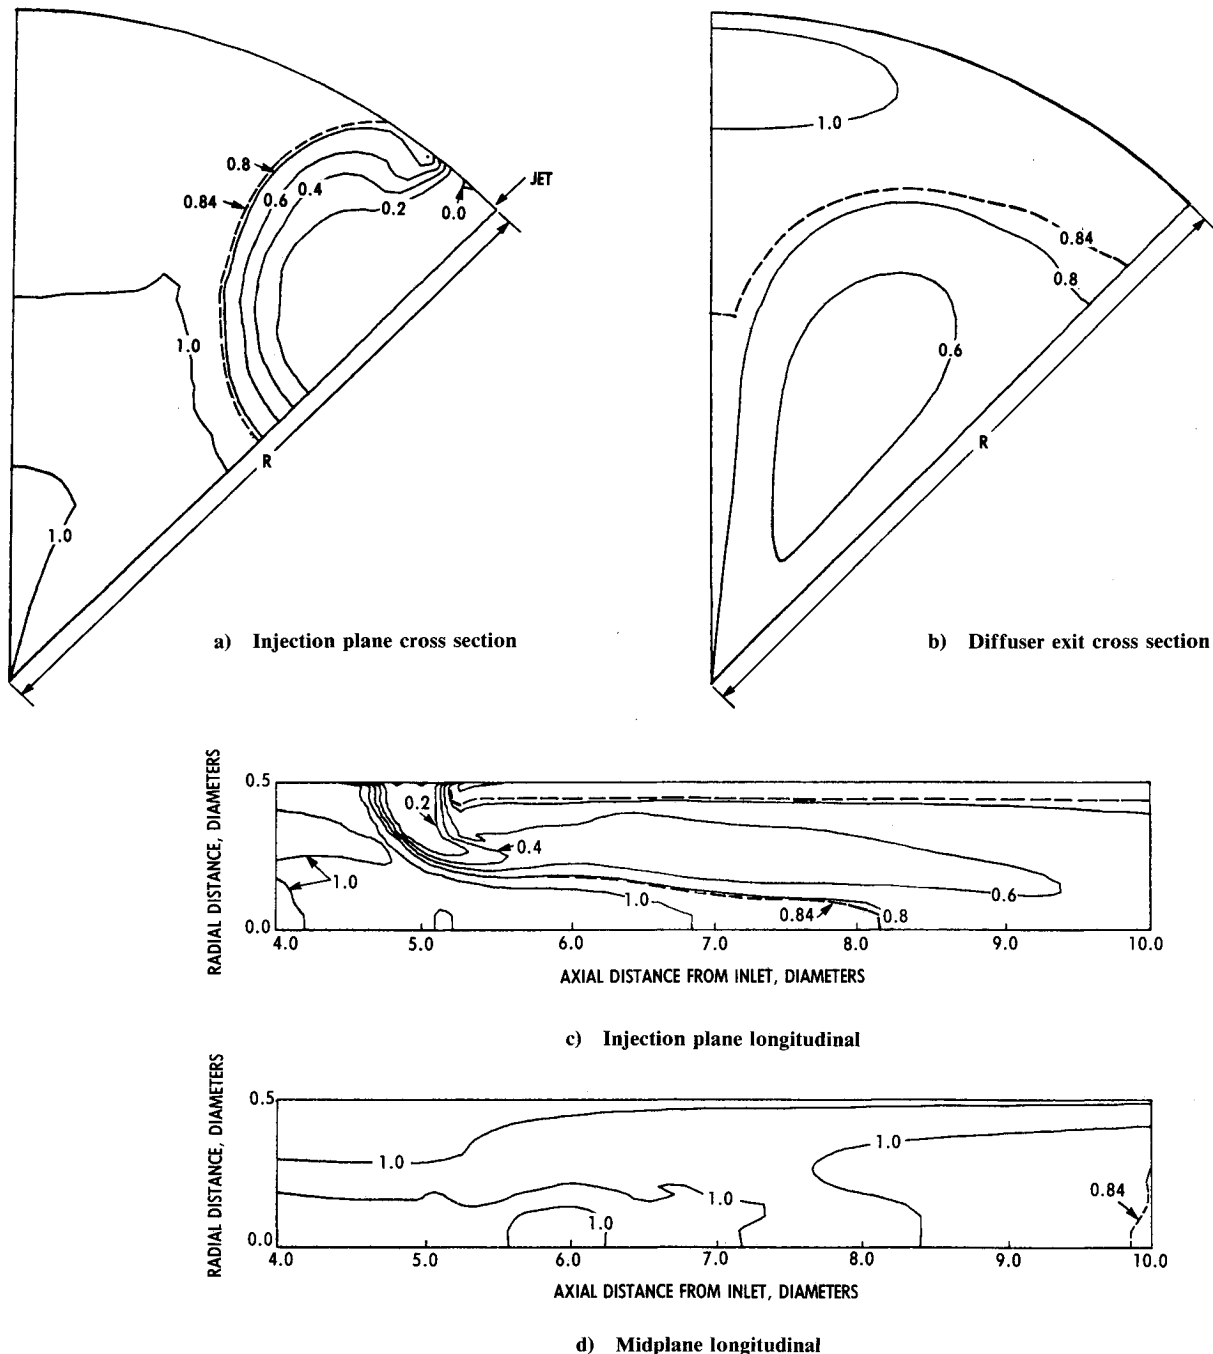 0.8
0.84
0.6
0.4
0.2
0.0
JET
1.0
R
1.0
a) Injection plane cross section
1.0
0.84
0.8
0.6
R
b) Diffuser exit cross section
RADIAL DISTANCE, DIAMETERS
0.5
0.0
0.2
0.4
1.0
1.0
0.84
0.8
0.6
4.0 5.0 6.0 7.0 8.0 9.0 10.0
AXIAL DISTANCE FROM INLET, DIAMETERS
c) Injection plane longitudinal
RADIAL DISTANCE, DIAMETERS
0.5
0.0
1.0
1.0
1.0
1.0
0.84
4.0 5.0 6.0 7.0 8.0 9.0 10.0
AXIAL DISTANCE FROM INLET, DIAMETERS
d) Midplane longitudinal